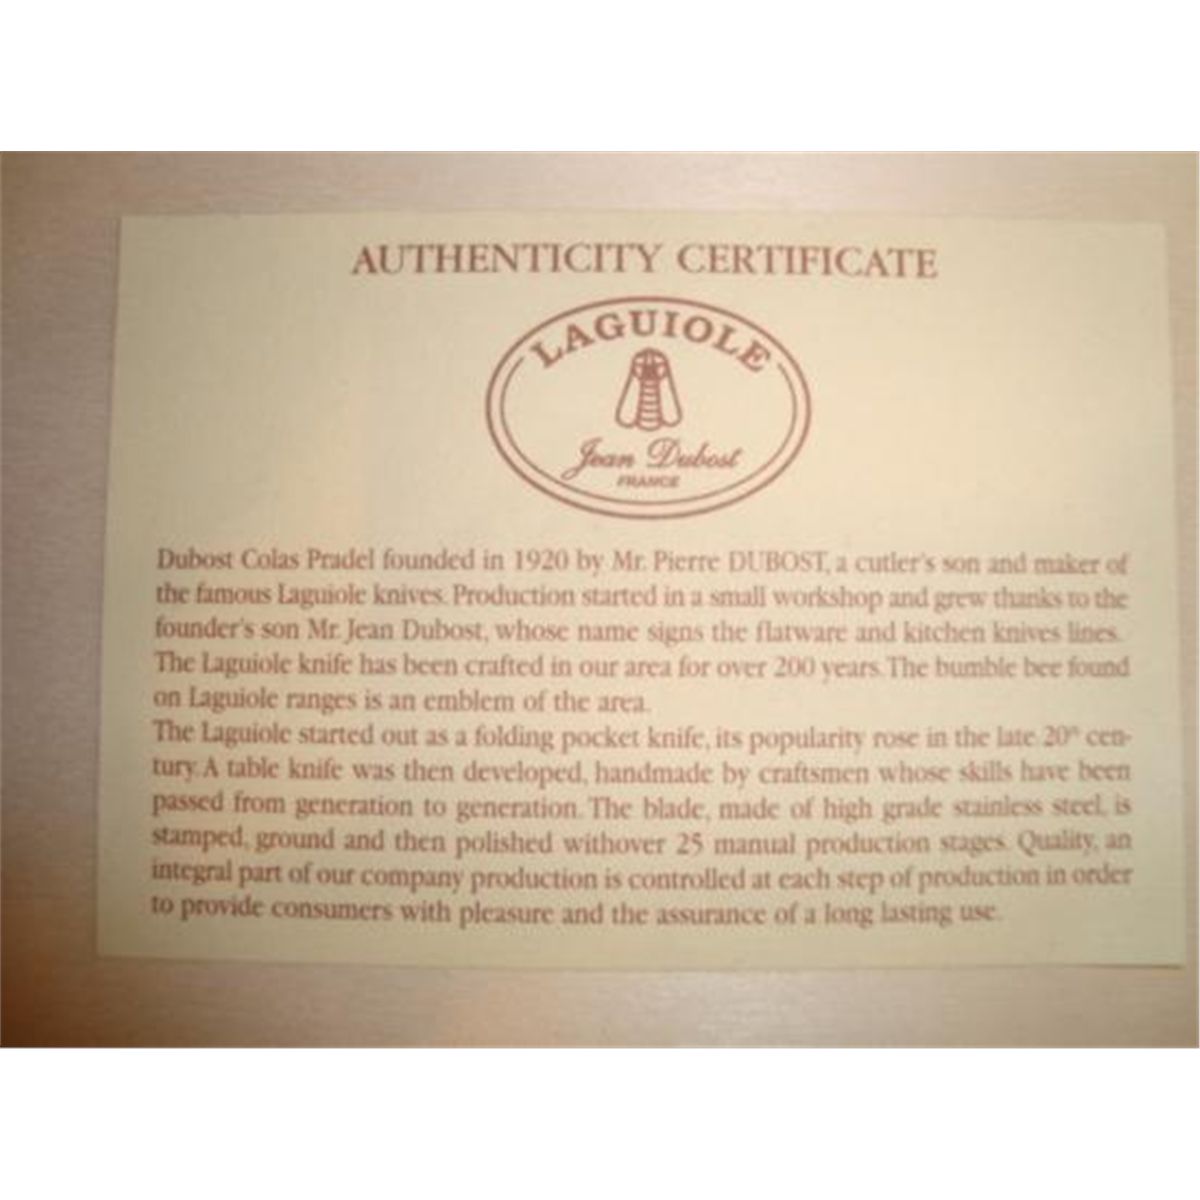 AUTHENTICITY CERTIFICATE
LAGUIOLE
Jean Dubost
FRANCE
Dubost Colas Pradel founded in 1920 by Mr. Pierre DUBOST, a cutler's son and maker of
the famous Laguiole knives. Production started in a small workshop and grew thanks to the
founder's son Mr. Jean Dubost, whose name signs the flatware and kitchen knives lines.
The Laguiole knife has been crafted in our area for over 200 years. The bumble bee found
on Laguiole ranges is an emblem of the area.
The Laguiole started out as a folding pocket knife, its popularity rose in the late 20th cen-
tury. A table knife was then developed, handmade by craftsmen whose skills have been
passed from generation to generation. The blade, made of high grade stainless steel, is
stamped, ground and then polished withover 25 manual production stages. Quality, an
integral part of our company production is controlled at each step of production in order
to provide consumers with pleasure and the assurance of a long lasting use.